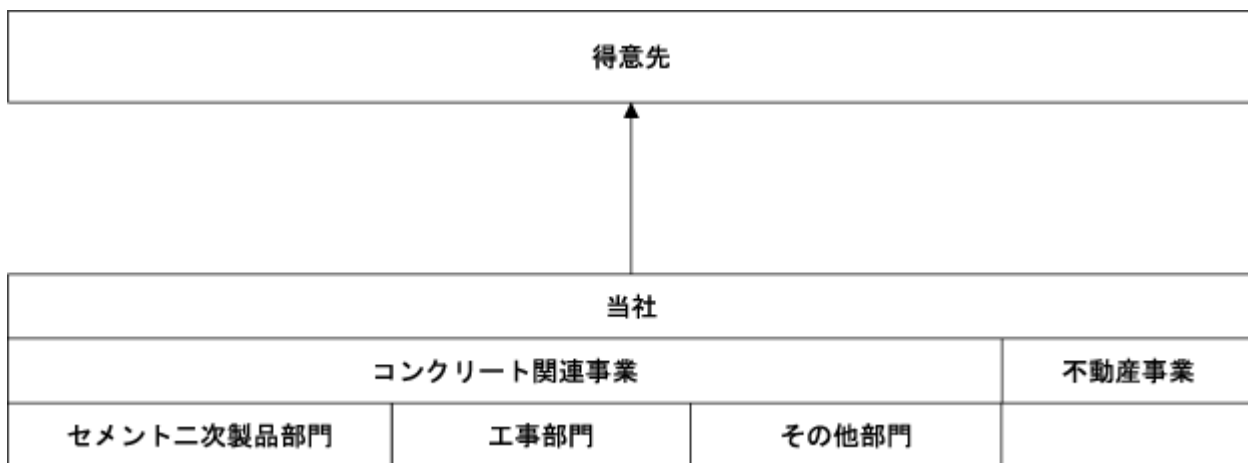 得意先
当社
コンクリート関連事業
不動産事業
セメント二次製品部門
工事部門
その他部門